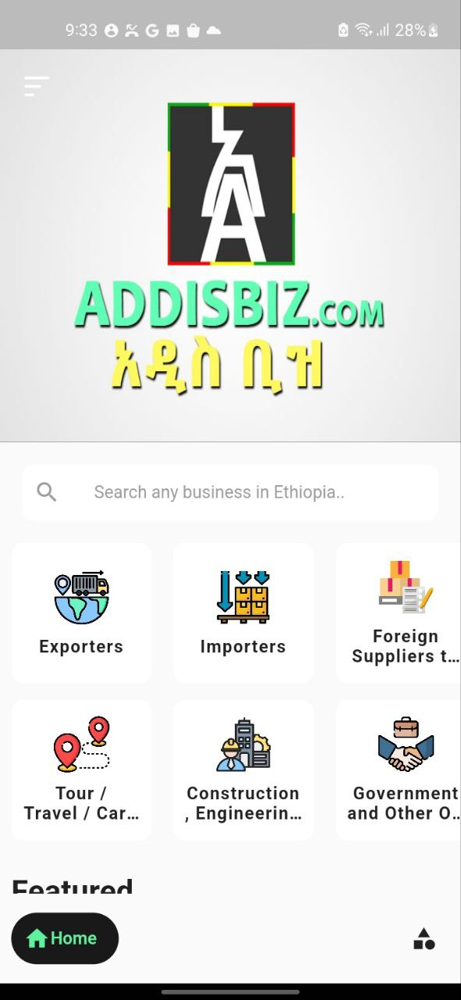 9:33
28%
ADDISBIZ.COM
አዲስ ቢዝ
Search any business in Ethiopia..
Exporters
Importers
Foreign
Suppliers t...
Tour /
Travel / Car...
Construction
, Engineerin...
Government
and Other O...
Featured
Home